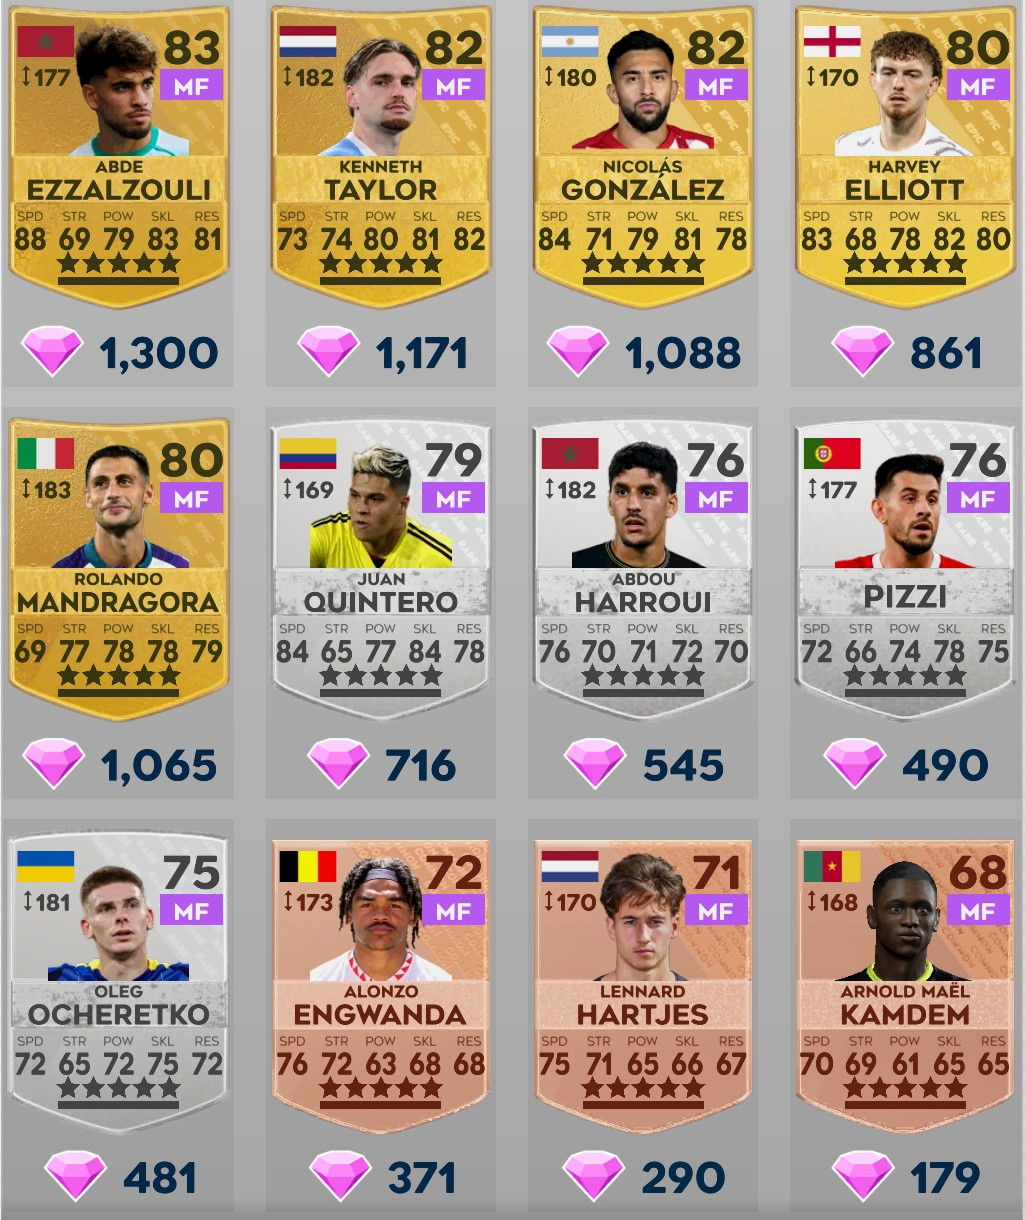 83
↕177 MF
ABDE
EZZALZOULI
SPD STR POW SKL RES
88 69 79 83 81
★★★★★
1,300
82
↕182 MF
KENNETH
TAYLOR
SPD STR POW SKL RES
73 74 80 81 82
★★★★★
1,171
82
↕180 MF
NICOLÁS
GONZÁLEZ
SPD STR POW SKL RES
84 71 79 81 78
★★★★★
1,088
80
↕170 MF
HARVEY
ELLIOTT
SPD STR POW SKL RES
83 68 78 82 80
★★★★★
861
80
↕183 MF
ROLANDO
MANDRAGORA
SPD STR POW SKL RES
69 77 78 78 79
★★★★★
1,065
79
↕169 MF
JUAN
QUINTERO
SPD STR POW SKL RES
84 65 77 84 78
★★★★★
716
76
↕182 MF
ABDOU
HARROUI
SPD STR POW SKL RES
76 70 71 72 70
★★★★★
545
76
↕177 MF
PIZZI
SPD STR POW SKL RES
72 66 74 78 75
★★★★★
490
75
↕181 MF
OLEG
OCHERETKO
SPD STR POW SKL RES
72 65 72 75 72
★★★★★
481
72
↕173 MF
ALONZO
ENGWANDA
SPD STR POW SKL RES
76 72 63 68 68
★★★★★
371
71
↕170 MF
LENNARD
HARTJES
SPD STR POW SKL RES
75 71 65 66 67
★★★★★
290
68
↕168 MF
ARNOLD MAËL
KAMDEM
SPD STR POW SKL RES
70 69 61 65 65
★★★★★
179